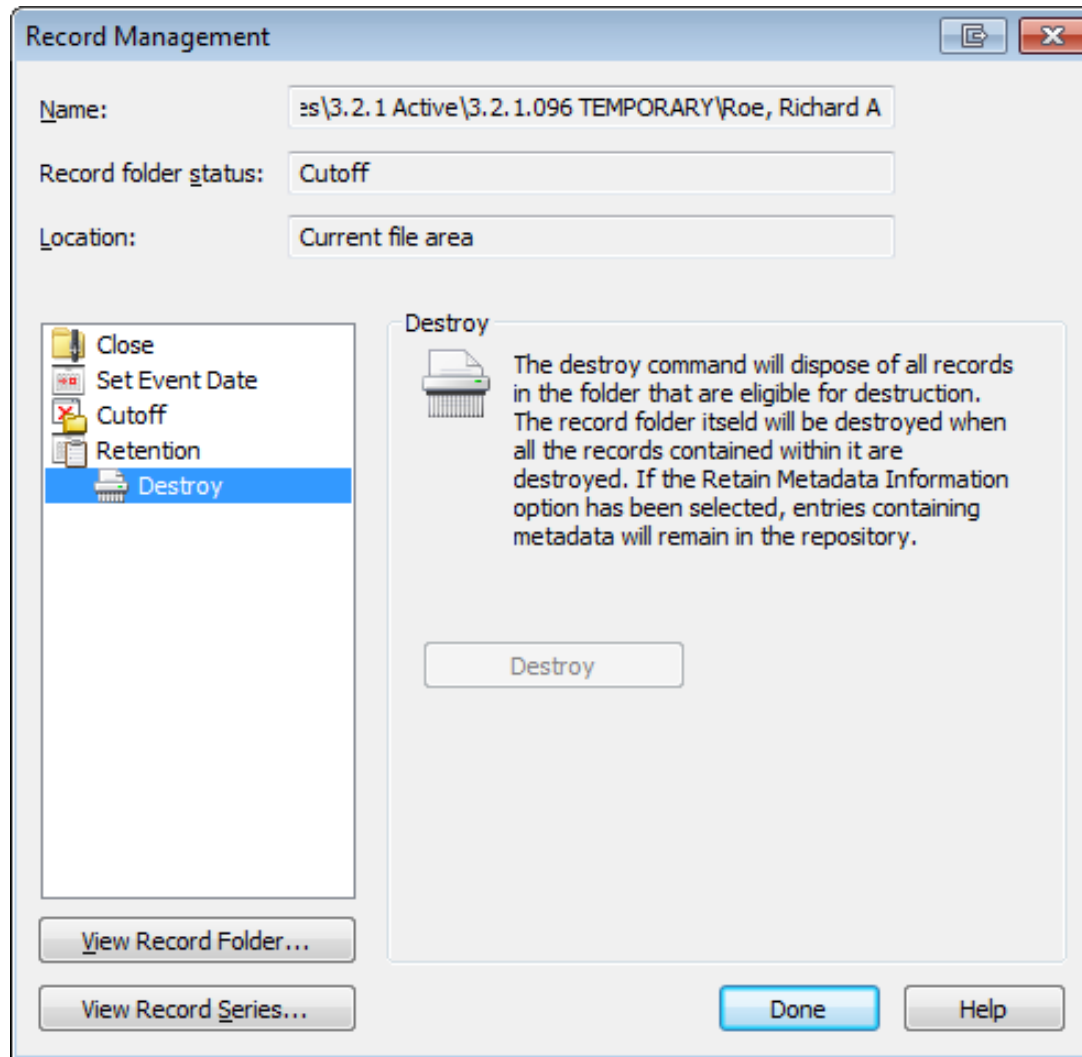 Record Management
Name:
es\3.2.1 Active\3.2.1.096 TEMPORARY\Roe, Richard A
Record folder status:
Cutoff
Location:
Current file area
Close
Set Event Date
Cutoff
Retention
Destroy
Destroy
The destroy command will dispose of all records
in the folder that are eligible for destruction.
The record folder itseld will be destroyed when
all the records contained within it are
destroyed. If the Retain Metadata Information
option has been selected, entries containing
metadata will remain in the repository.
Destroy
View Record Folder...
View Record Series...
Done
Help